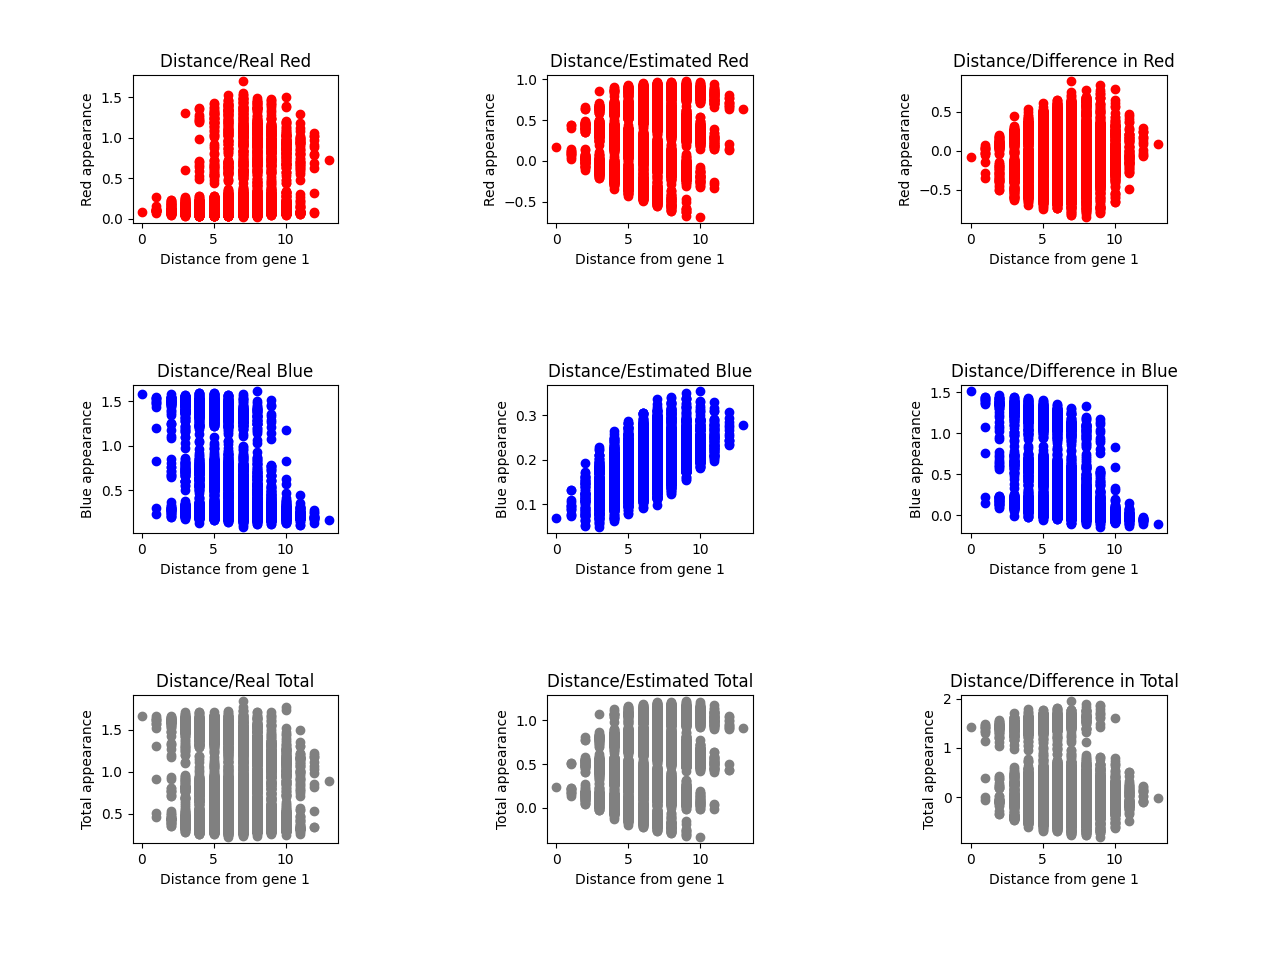 Distance/Real Red
Red appearance
1.5
1.0
0.5
0.0
0 5 10
Distance from gene 1
Distance/Estimated Red
Red appearance
1.0
0.5
0.0
−0.5
0 5 10
Distance from gene 1
Distance/Difference in Red
Red appearance
0.5
0.0
−0.5
0 5 10
Distance from gene 1
Distance/Real Blue
Blue appearance
1.5
1.0
0.5
0 5 10
Distance from gene 1
Distance/Estimated Blue
Blue appearance
0.3
0.2
0.1
0 5 10
Distance from gene 1
Distance/Difference in Blue
Blue appearance
1.5
1.0
0.5
0.0
0 5 10
Distance from gene 1
Distance/Real Total
Total appearance
1.5
1.0
0.5
0 5 10
Distance from gene 1
Distance/Estimated Total
Total appearance
1.0
0.5
0.0
0 5 10
Distance from gene 1
Distance/Difference in Total
Total appearance
2
1
0
0 5 10
Distance from gene 1